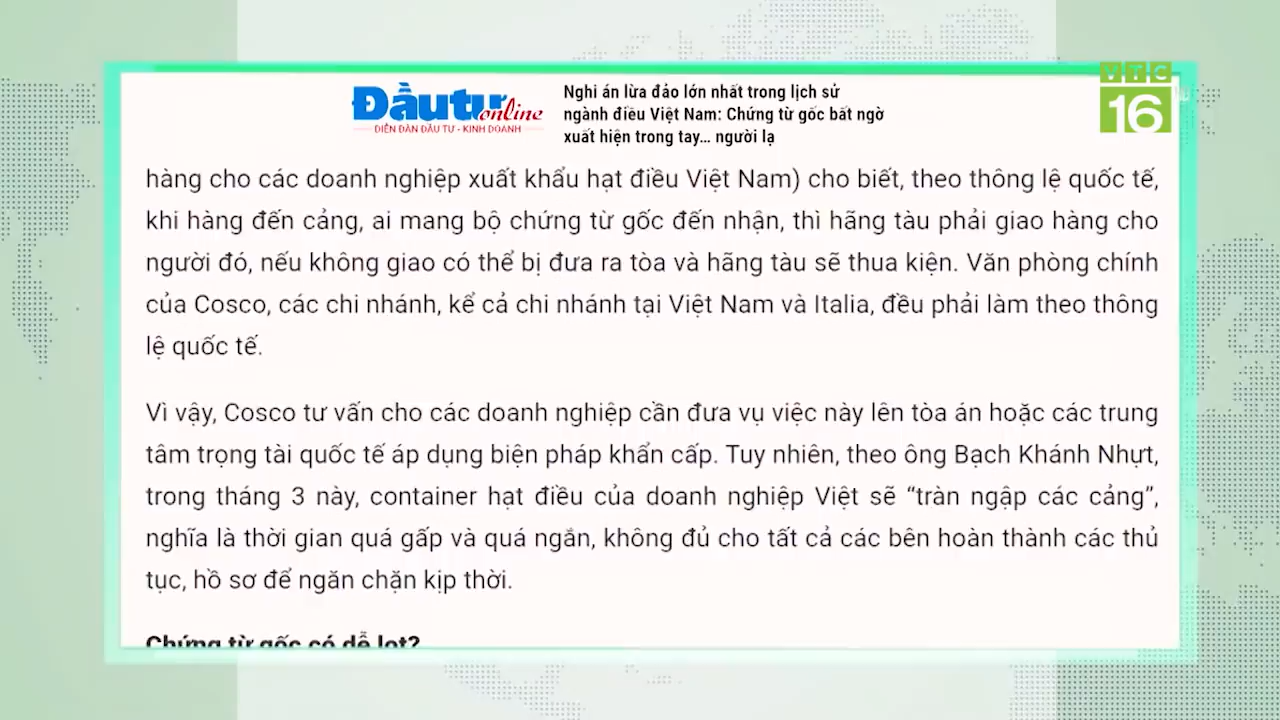 Đầu tư online
DIỄN ĐÀN ĐẦU TƯ - KINH DOANH
Nghi án lừa đảo lớn nhất trong lịch sử
ngành điều Việt Nam: Chứng từ gốc bất ngờ
xuất hiện trong tay... người lạ
VTC
16
hàng cho các doanh nghiệp xuất khẩu hạt điều Việt Nam) cho biết, theo thông lệ quốc tế,
khi hàng đến cảng, ai mang bộ chứng từ gốc đến nhận, thì hãng tàu phải giao hàng cho
người đó, nếu không giao có thể bị đưa ra tòa và hãng tàu sẽ thua kiện. Văn phòng chính
của Cosco, các chi nhánh, kể cả chi nhánh tại Việt Nam và Italia, đều phải làm theo thông
lệ quốc tế.
Vì vậy, Cosco tư vấn cho các doanh nghiệp cần đưa vụ việc này lên tòa án hoặc các trung
tâm trọng tài quốc tế áp dụng biện pháp khẩn cấp. Tuy nhiên, theo ông Bạch Khánh Nhựt,
trong tháng 3 này, container hạt điều của doanh nghiệp Việt sẽ “tràn ngập các cảng”,
nghĩa là thời gian quá gấp và quá ngắn, không đủ cho tất cả các bên hoàn thành các thủ
tục, hồ sơ để ngăn chặn kịp thời.
Chứng từ gốc có dễ lọt?